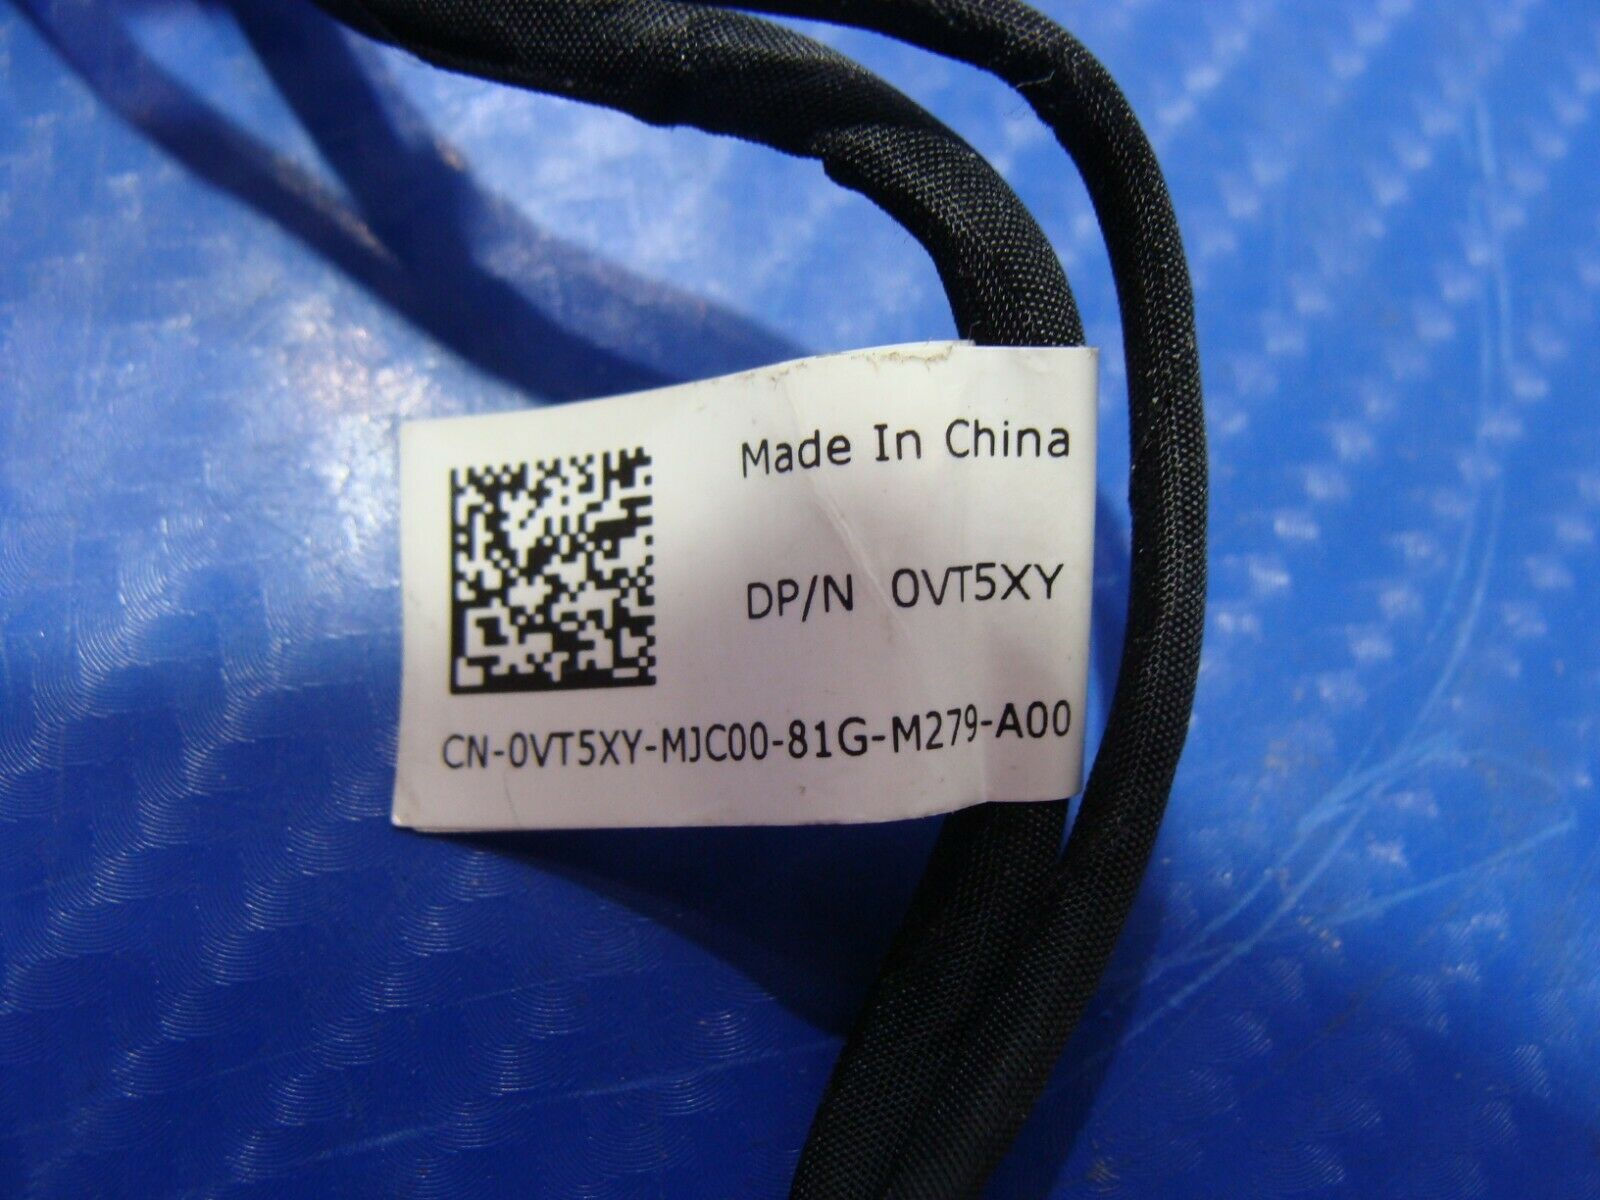 Made In China
DP/N 0VT5XY
CN-0VT5XY-MJC00-81G-M279-A00